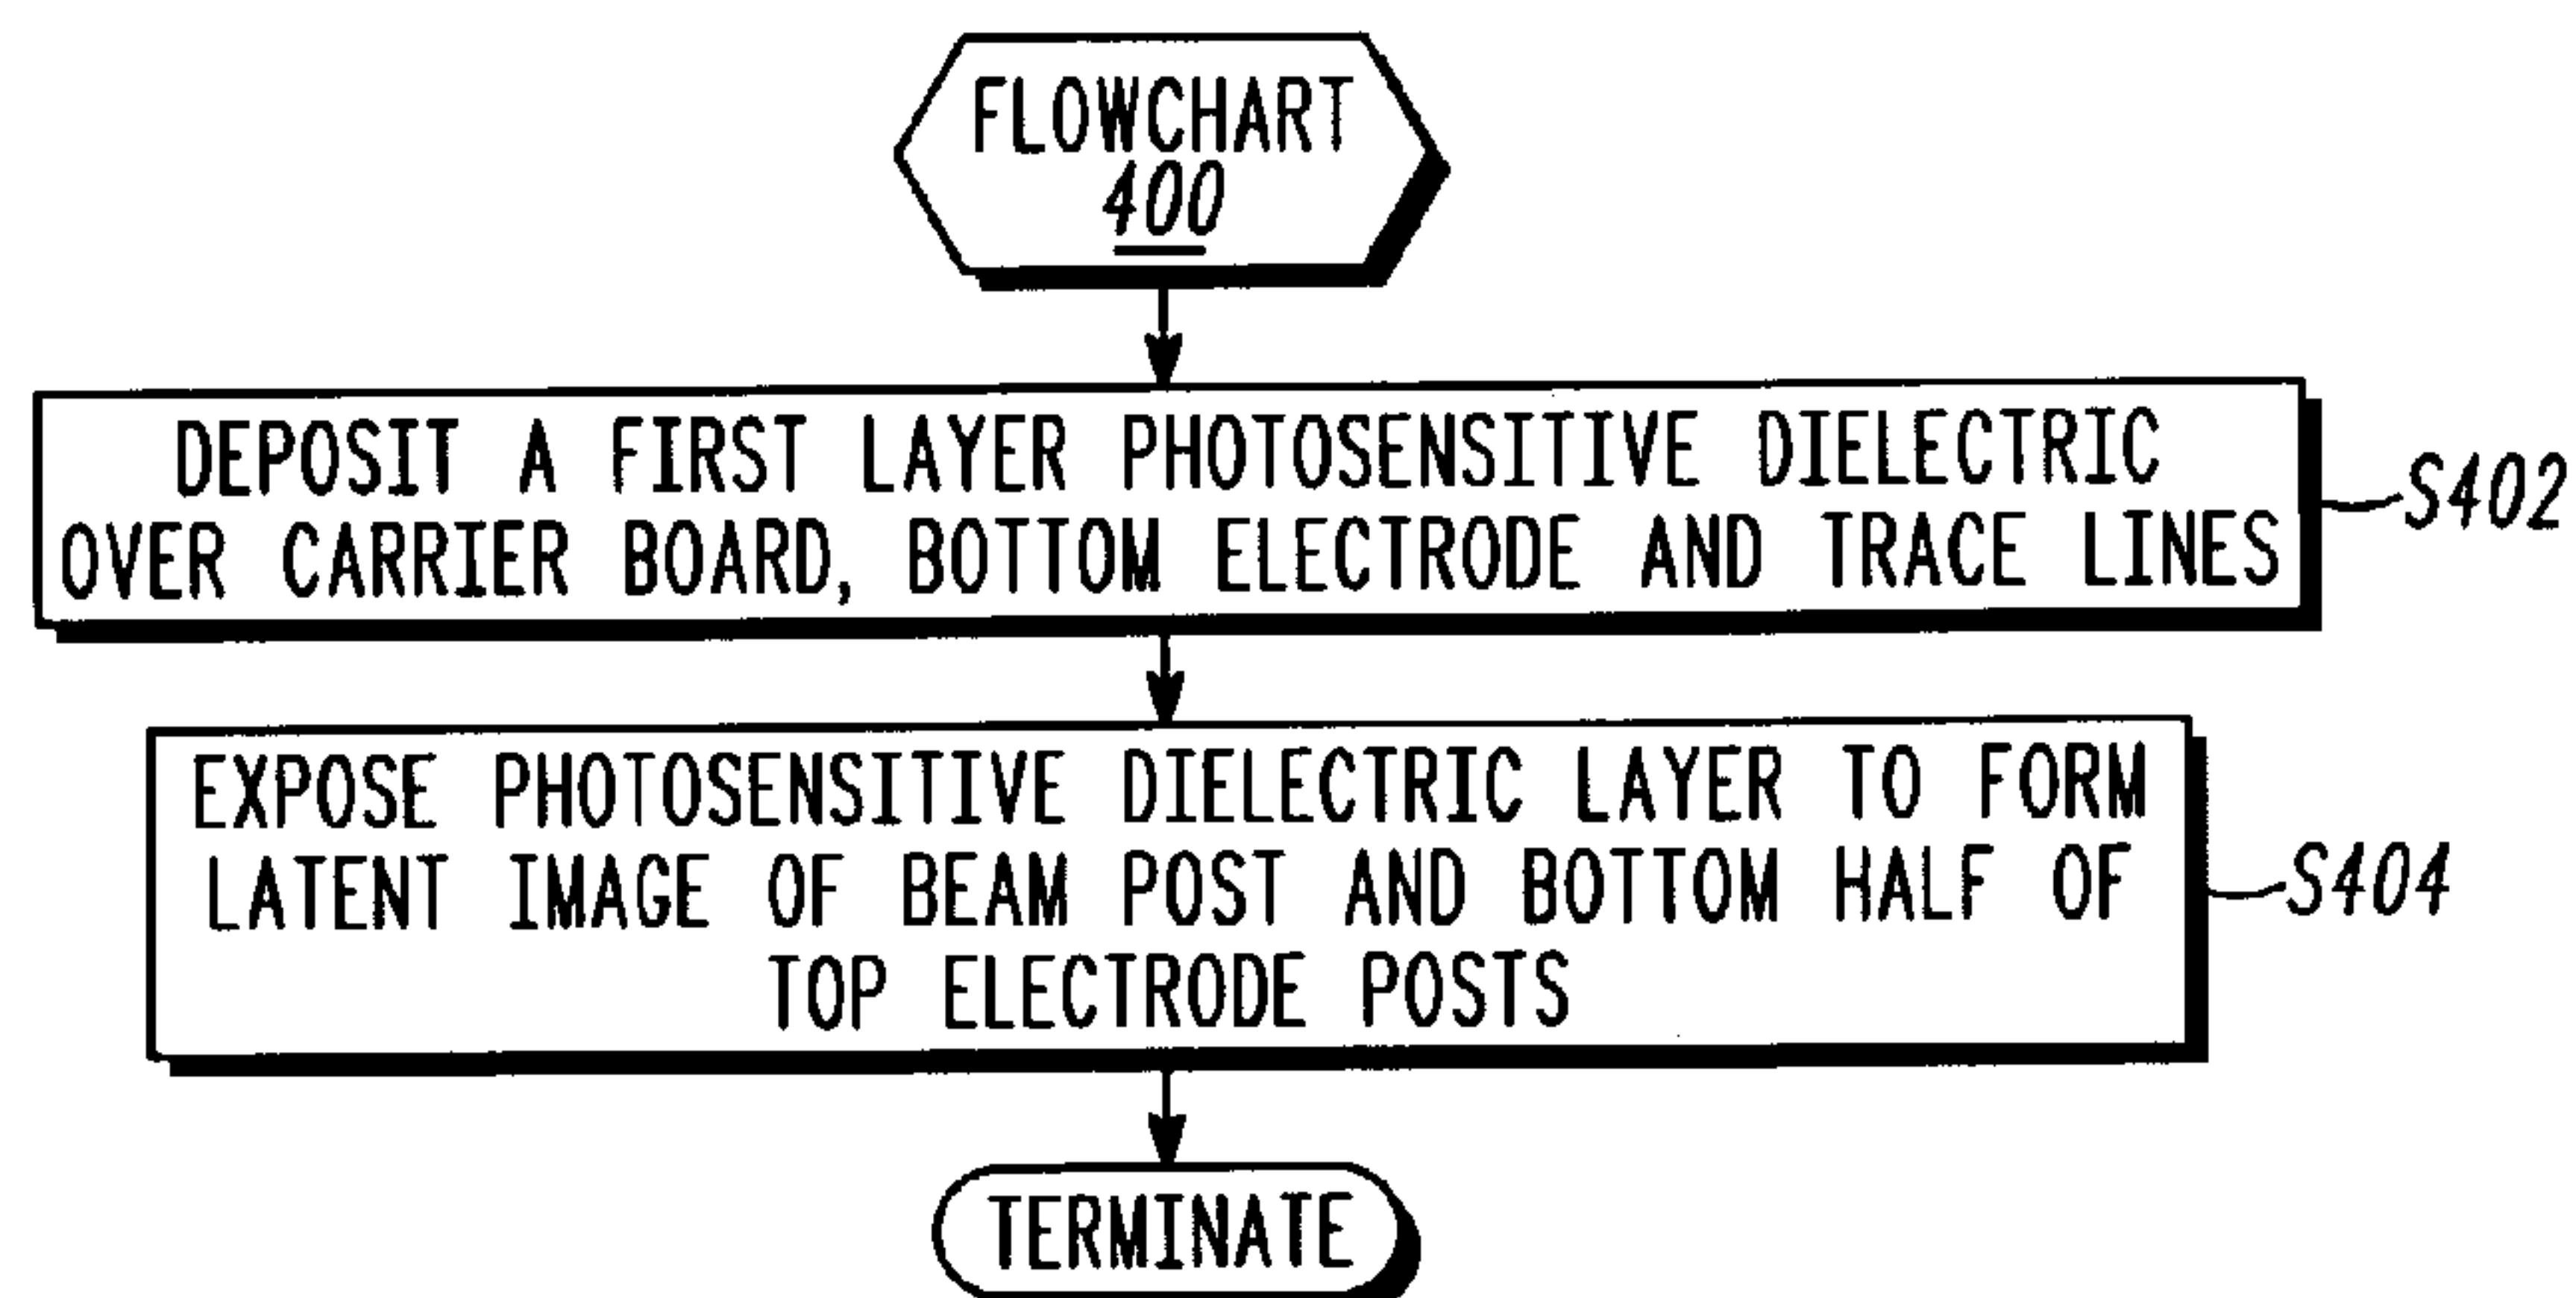 FLOWCHART
400
DEPOSIT A FIRST LAYER PHOTOSENSITIVE DIELECTRIC
OVER CARRIER BOARD, BOTTOM ELECTRODE AND TRACE LINES
S402
EXPOSE PHOTOSENSITIVE DIELECTRIC LAYER TO FORM
LATENT IMAGE OF BEAM POST AND BOTTOM HALF OF
TOP ELECTRODE POSTS
S404
TERMINATE